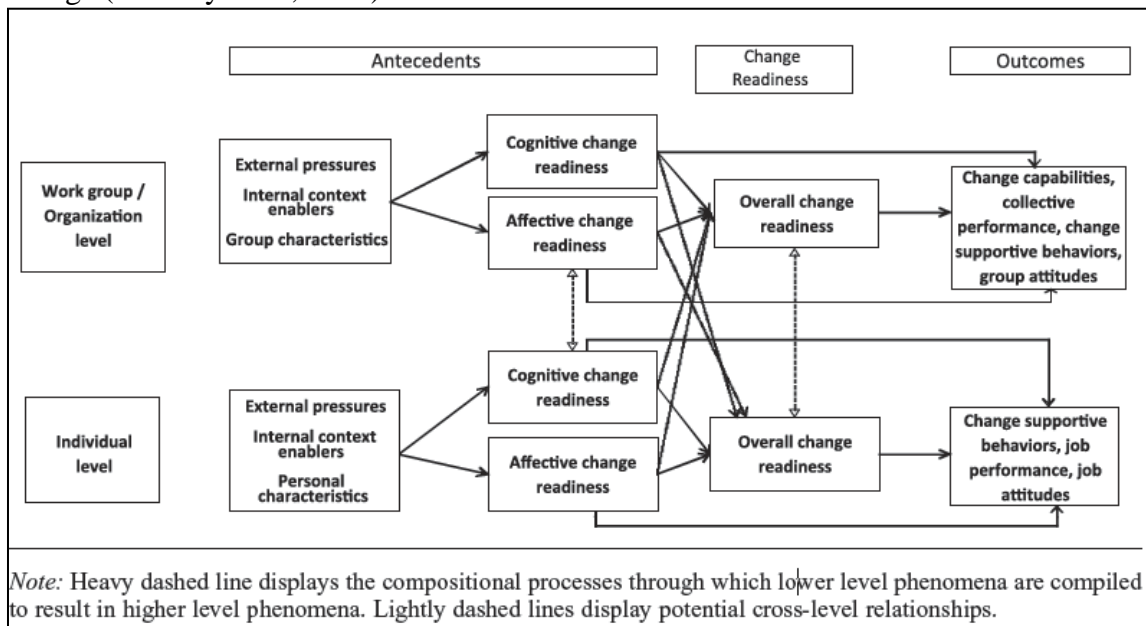 Antecedents
Change
Readiness
Outcomes
Work group /
Organization
level
External pressures
Internal context
enablers
Group characteristics
Cognitive change
readiness
Affective change
readiness
Overall change
readiness
Change capabilities,
collective
performance, change
supportive behaviors,
group attitudes
Individual
level
External pressures
Internal context
enablers
Personal
characteristics
Cognitive change
readiness
Affective change
readiness
Overall change
readiness
Change supportive
behaviors, job
performance, job
attitudes
Note: Heavy dashed line displays the compositional processes through which lower level phenomena are compiled
to result in higher level phenomena. Lightly dashed lines display potential cross-level relationships.